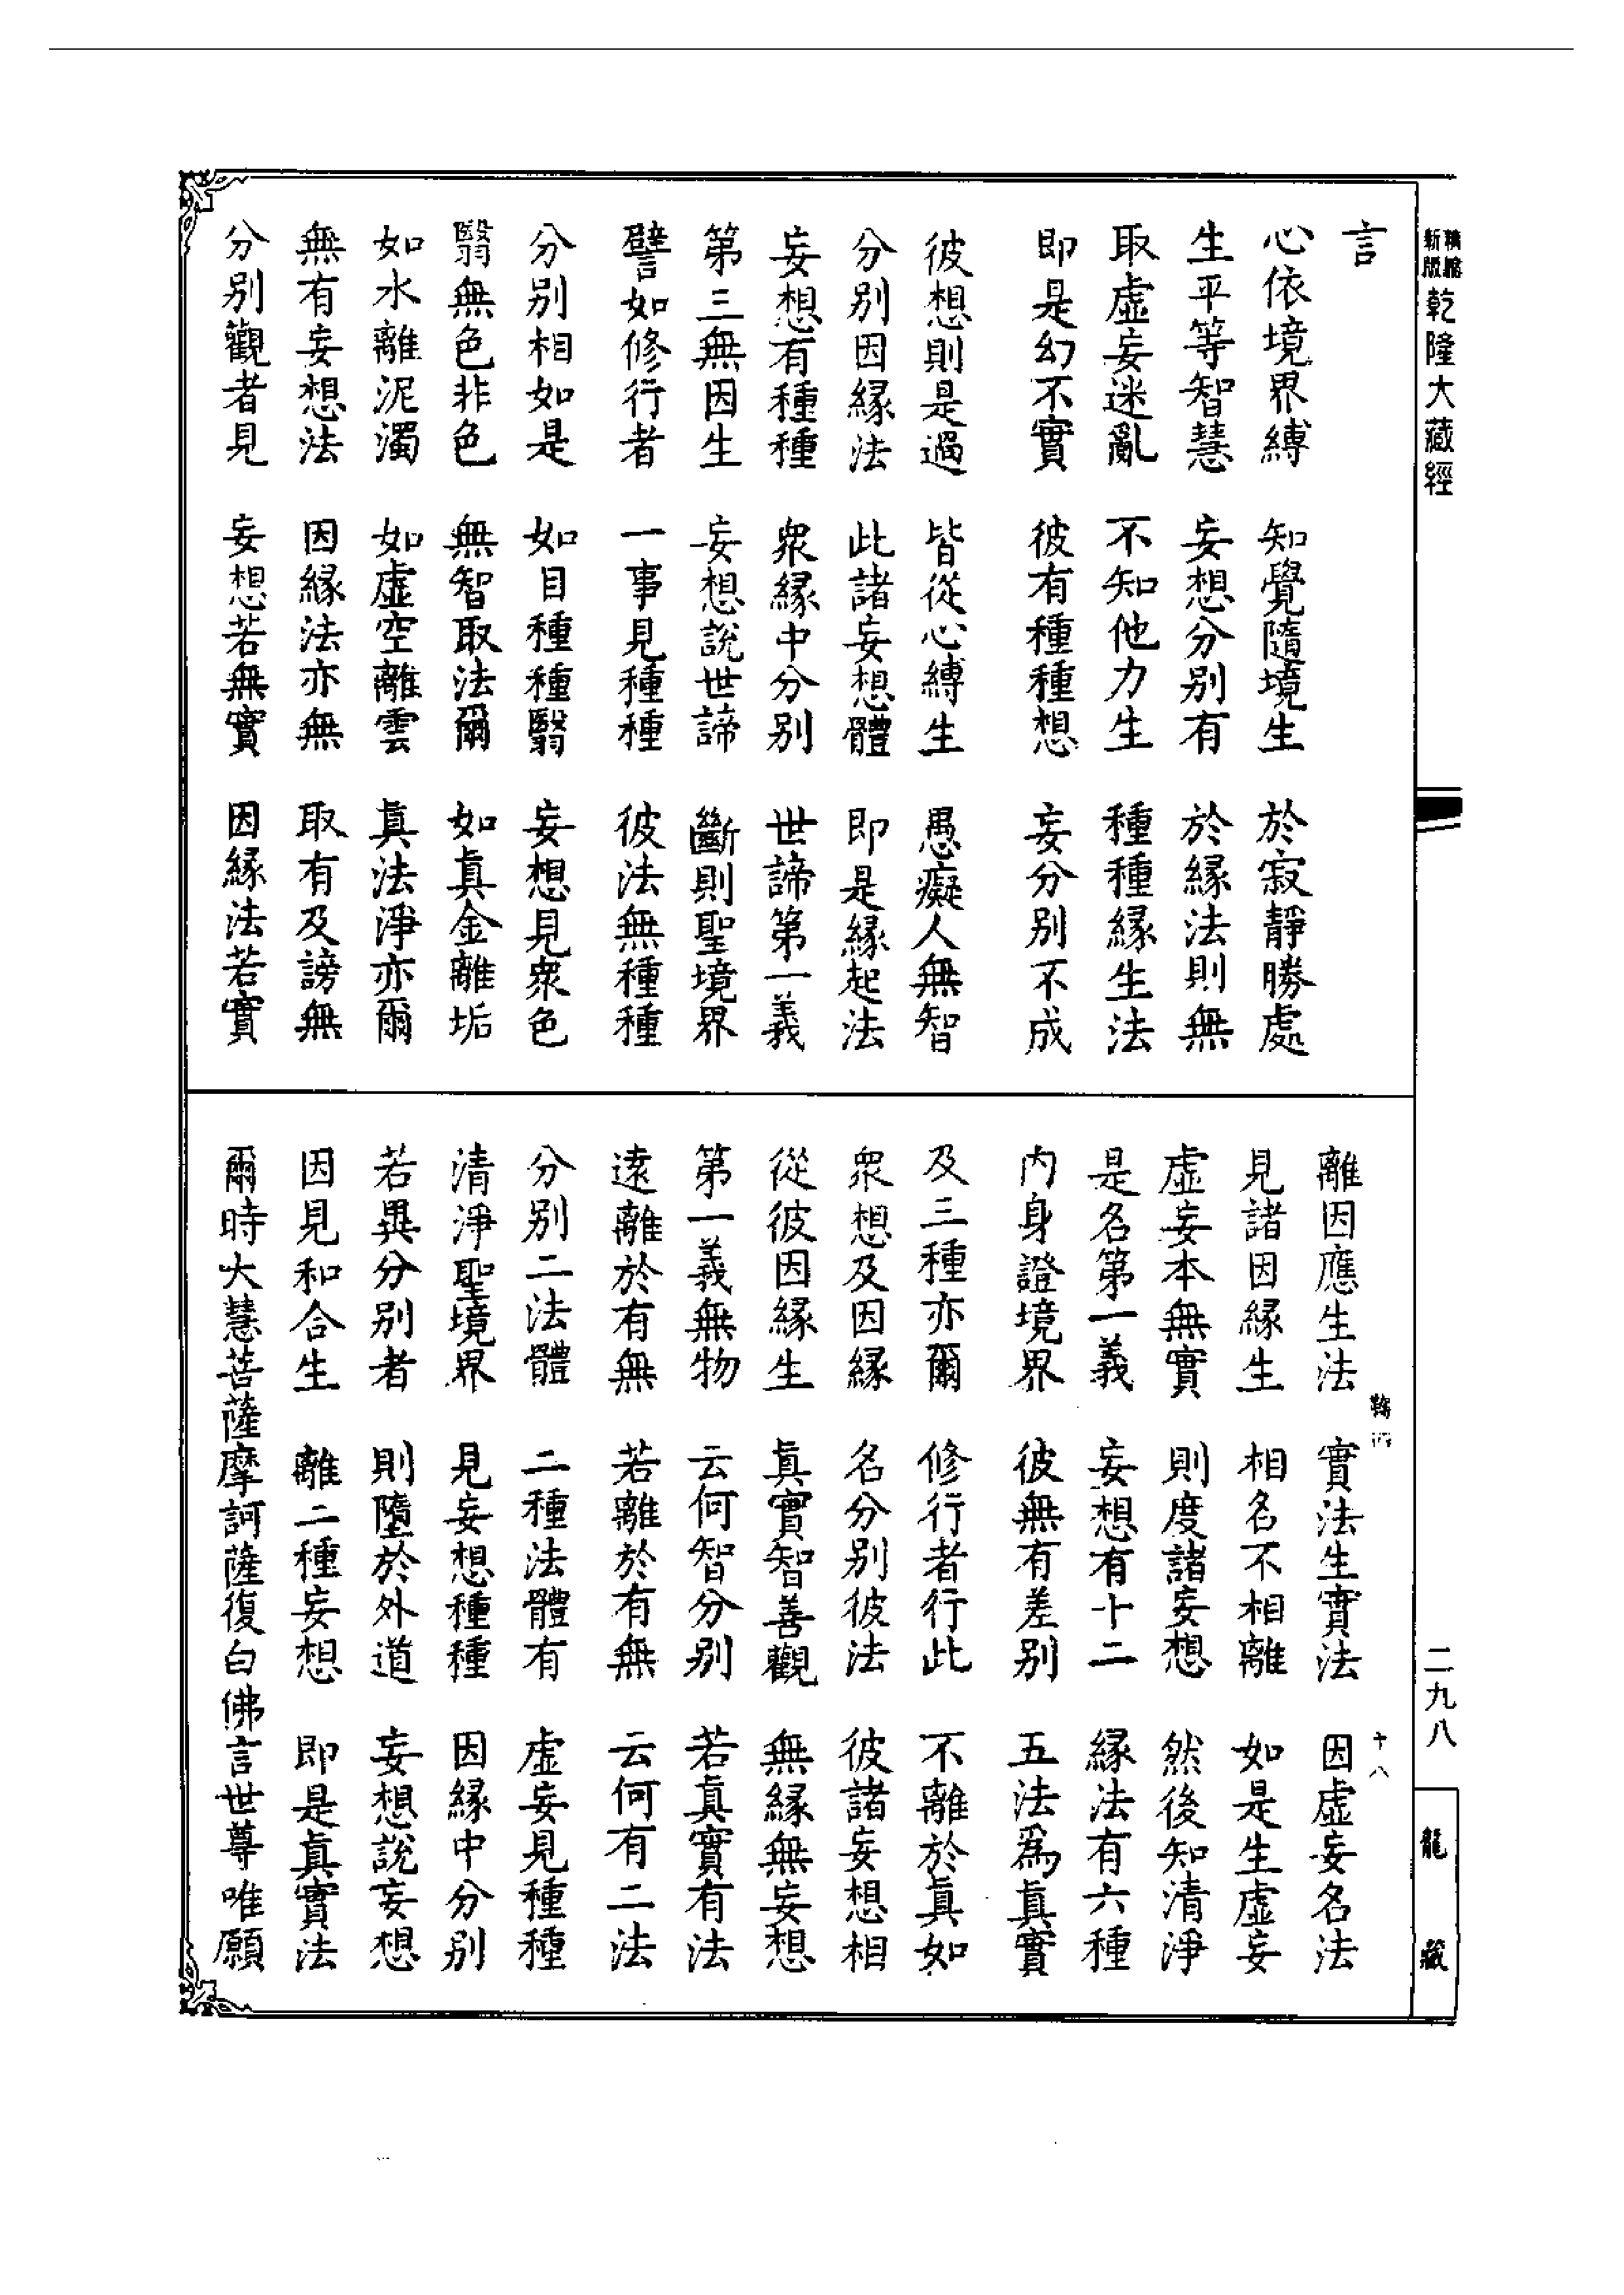 新版精縮乾隆大藏經
言
心依境界縛　知覺隨境生　於寂靜勝處
生平等智慧　妄想分別有　於緣法則無
取虛妄迷亂　不知他力生　種種緣生法
即是幻不實　彼有種種想　妄分別不成
彼想則是過　皆從心縛生　愚癡人無智
分別因緣法　此諸妄想體　即是緣起法
妄想有種種　衆緣中分別　世諦第一義
第三無因生　妄想說世諦　斷則聖境界
譬如修行者　一事見種種　彼法無種種
分別相如是　如目種種翳　妄想見衆色
翳無色非色　無智取法爾　如眞金離垢
如水離泥濁　如虛空離雲　眞法淨亦爾
無有妄想法　因緣法亦無　取有及謗無
分別觀者見　妄想若無實　因緣法若實
離因應生法　實法生實法　因虛妄名法
見諸因緣生　相名不相離　如是生虛妄
虛妄本無實　則度諸妄想　然後知清淨
是名第一義　妄想有十二　緣法有六種
內身證境界　彼無有差別　五法爲眞實
及三種亦爾　修行者行此　不離於眞如
衆想及因緣　名分別彼法　彼諸妄想相
從彼因緣生　眞實智善觀　無緣無妄想
第一義無物　云何智分別　若眞實有法
遠離於有無　若離於有無　云何有二法
分別二法體　二種法體有　虛妄見種種
清淨聖境界　見妄想種種　因緣中分別
若異分別者　則墮於外道　妄想說妄想
因見和合生　離二種妄想　即是眞實法
爾時大慧菩薩摩訶薩復白佛言世尊唯願
十八
二九八
龍藏